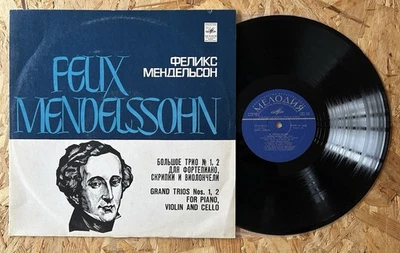 ФЕЛИКС
МЕНДЕЛЬСОН
FELIX
MENDELSSOHN
БОЛЬШОЕ ТРИО № 1, 2
ДЛЯ ФОРТЕПИАНО,
СКРИПКИ И ВИОЛОНЧЕЛИ
GRAND TRIOS Nos. 1, 2
FOR PIANO,
VIOLIN AND CELLO
МЕЛОДИЯ